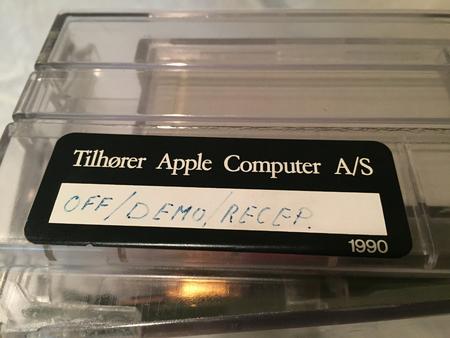 Tilhører Apple Computer A/S
OFF/DEMO/RECEP.
1990